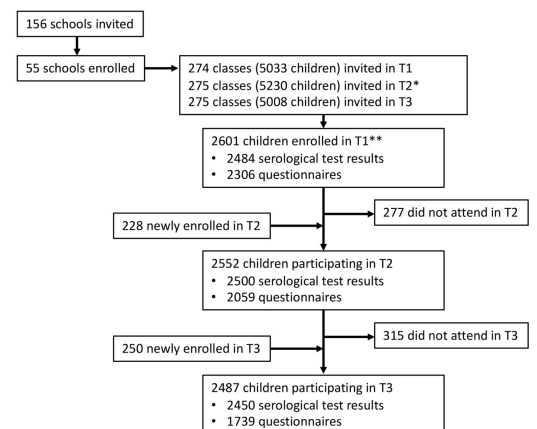 156 schools invited
55 schools enrolled
274 classes (5033 children) invited in T1
275 classes (5230 children) invited in T2*
275 classes (5008 children) invited in T3
2601 children enrolled in T1**
• 2484 serological test results
• 2306 questionnaires
277 did not attend in T2
228 newly enrolled in T2
2552 children participating in T2
• 2500 serological test results
• 2059 questionnaires
315 did not attend in T3
250 newly enrolled in T3
2487 children participating in T3
• 2450 serological test results
• 1739 questionnaires